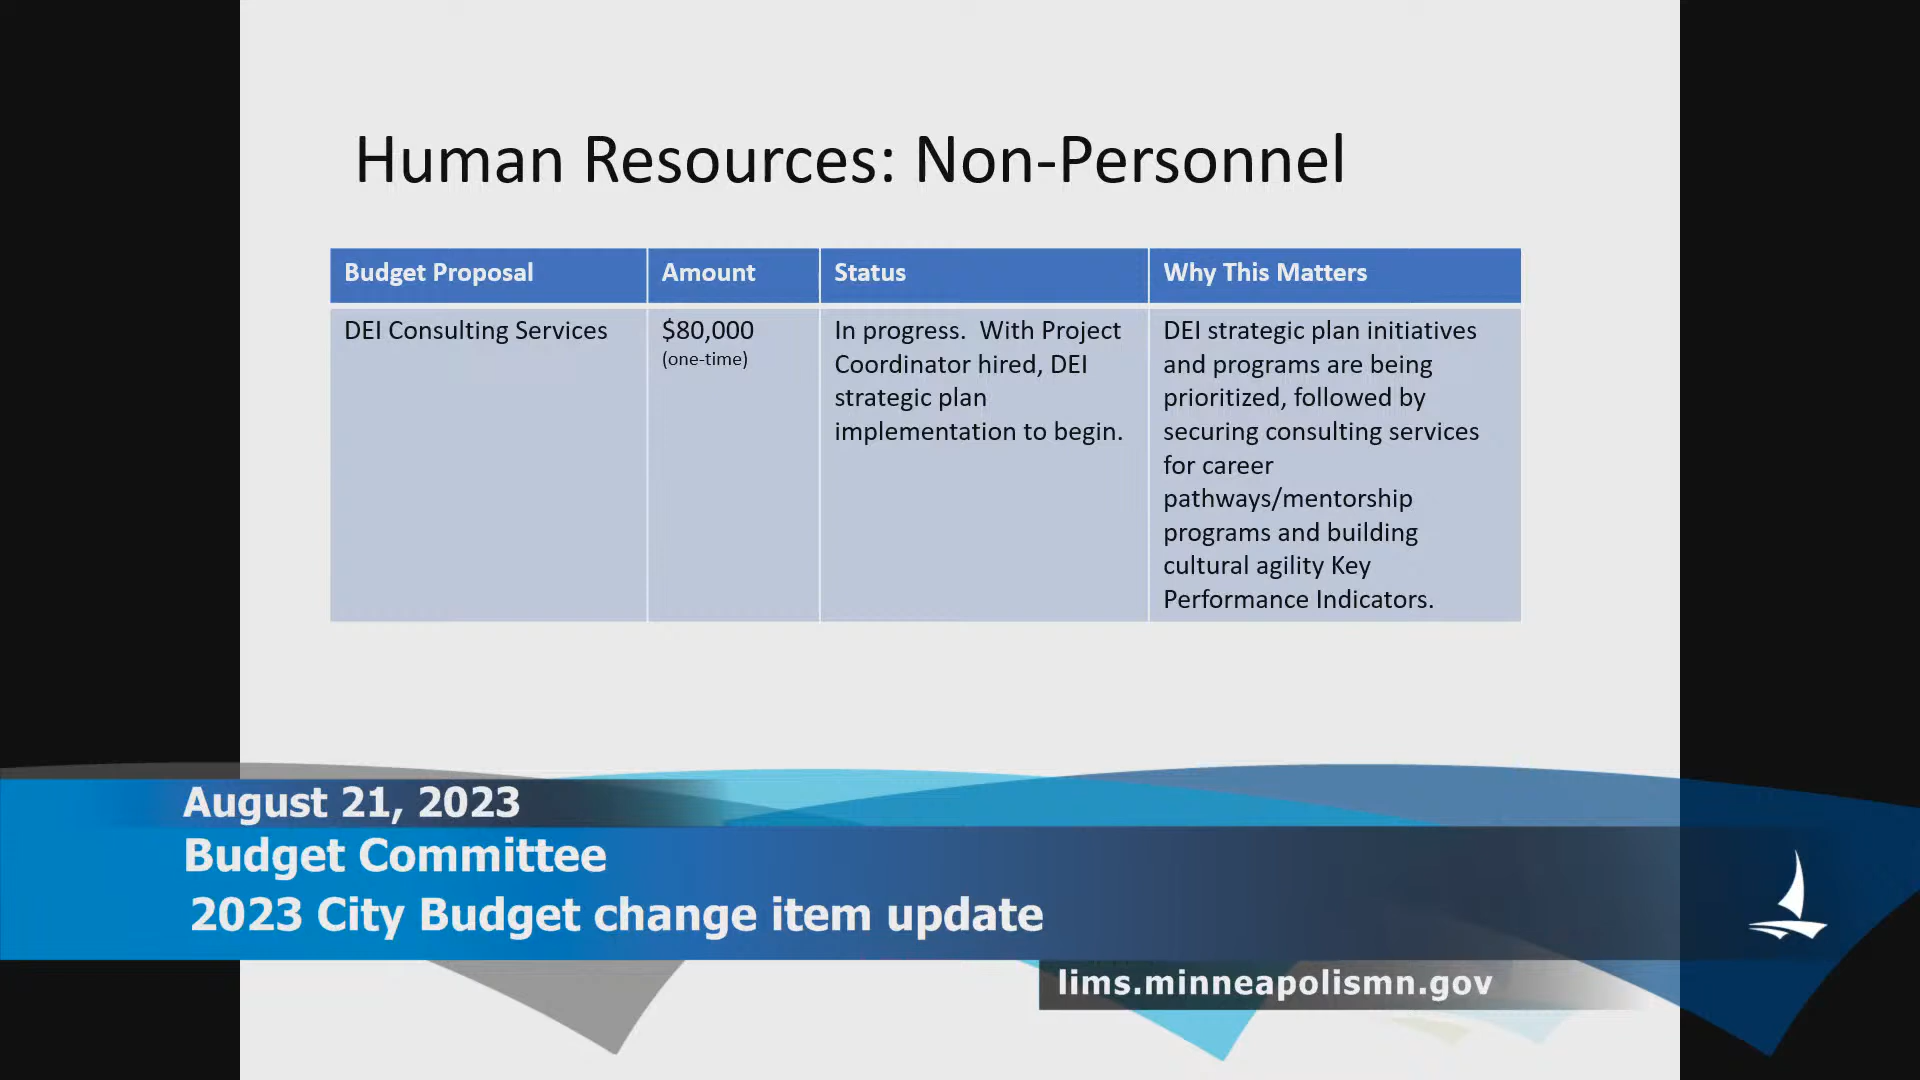 Human Resources: Non-Personnel
Budget Proposal
Amount
Status
Why This Matters
DEI Consulting Services
$80,000
(one-time)
In progress.  With Project
Coordinator hired, DEI
strategic plan
implementation to begin.
DEI strategic plan initiatives
and programs are being
prioritized, followed by
securing consulting services
for career
pathways/mentorship
programs and building
cultural agility Key
Performance Indicators.
August 21, 2023
Budget Committee
2023 City Budget change item update
lims.minneapolismn.gov